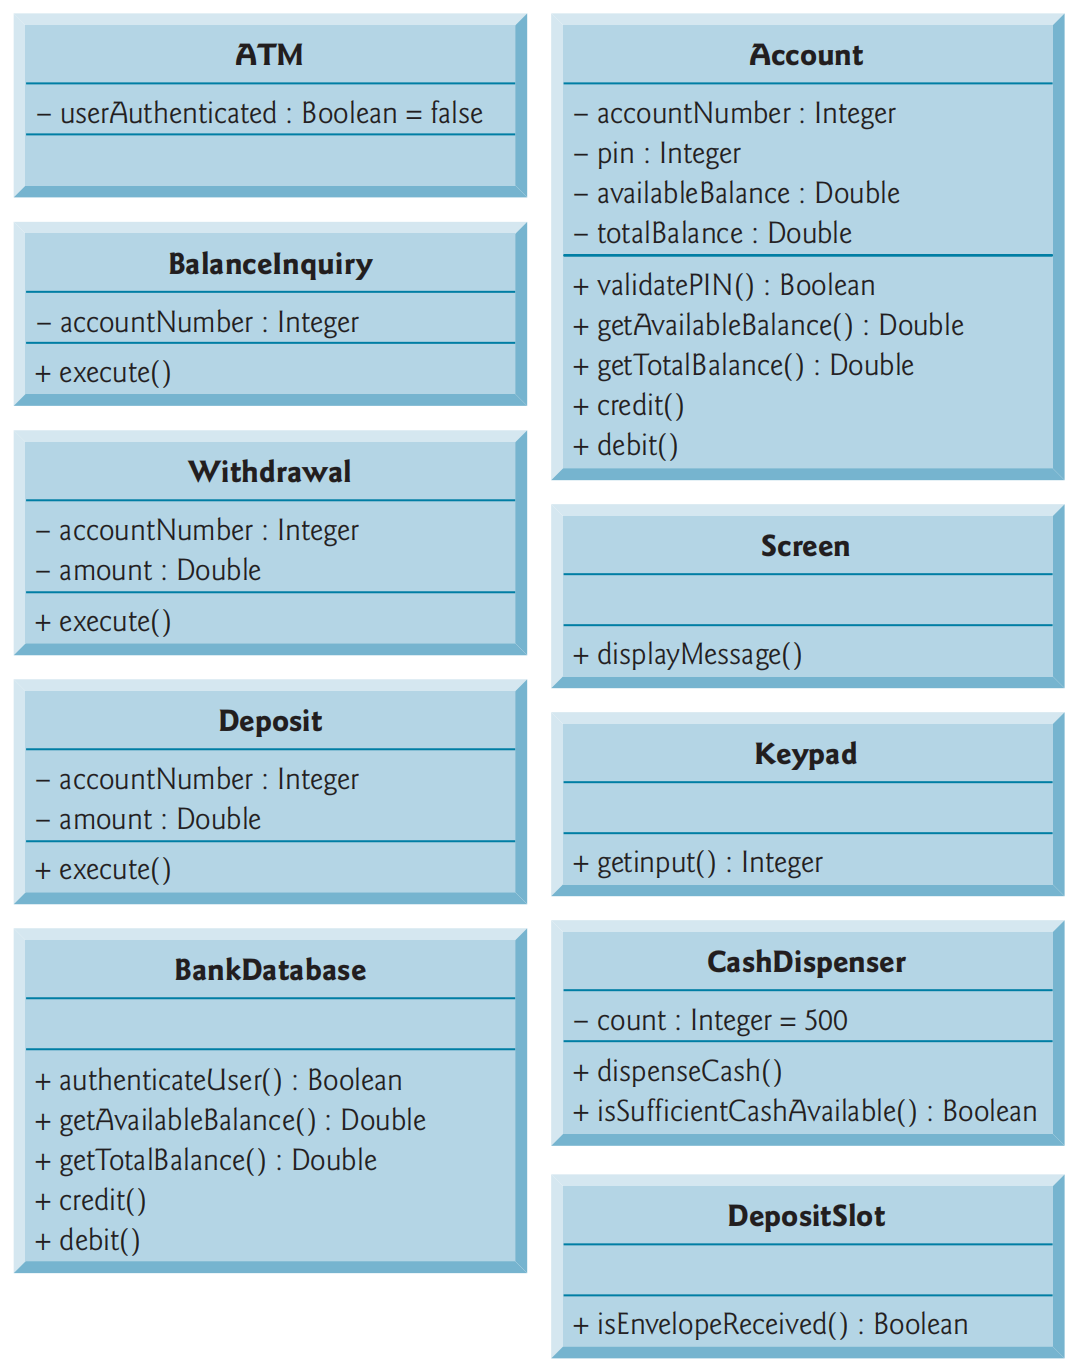 ATM
– userAuthenticated : Boolean = false
BalanceInquiry
– accountNumber : Integer
+ execute()
Withdrawal
– accountNumber : Integer
– amount : Double
+ execute()
Deposit
– accountNumber : Integer
– amount : Double
+ execute()
BankDatabase
+ authenticateUser() : Boolean
+ getAvailableBalance() : Double
+ getTotalBalance() : Double
+ credit()
+ debit()
Account
– accountNumber : Integer
– pin : Integer
– availableBalance : Double
– totalBalance : Double
+ validatePIN() : Boolean
+ getAvailableBalance() : Double
+ getTotalBalance() : Double
+ credit()
+ debit()
Screen
+ displayMessage()
Keypad
+ getinput() : Integer
CashDispenser
– count : Integer = 500
+ dispenseCash()
+ isSufficientCashAvailable() : Boolean
DepositSlot
+ isEnvelopeReceived() : Boolean